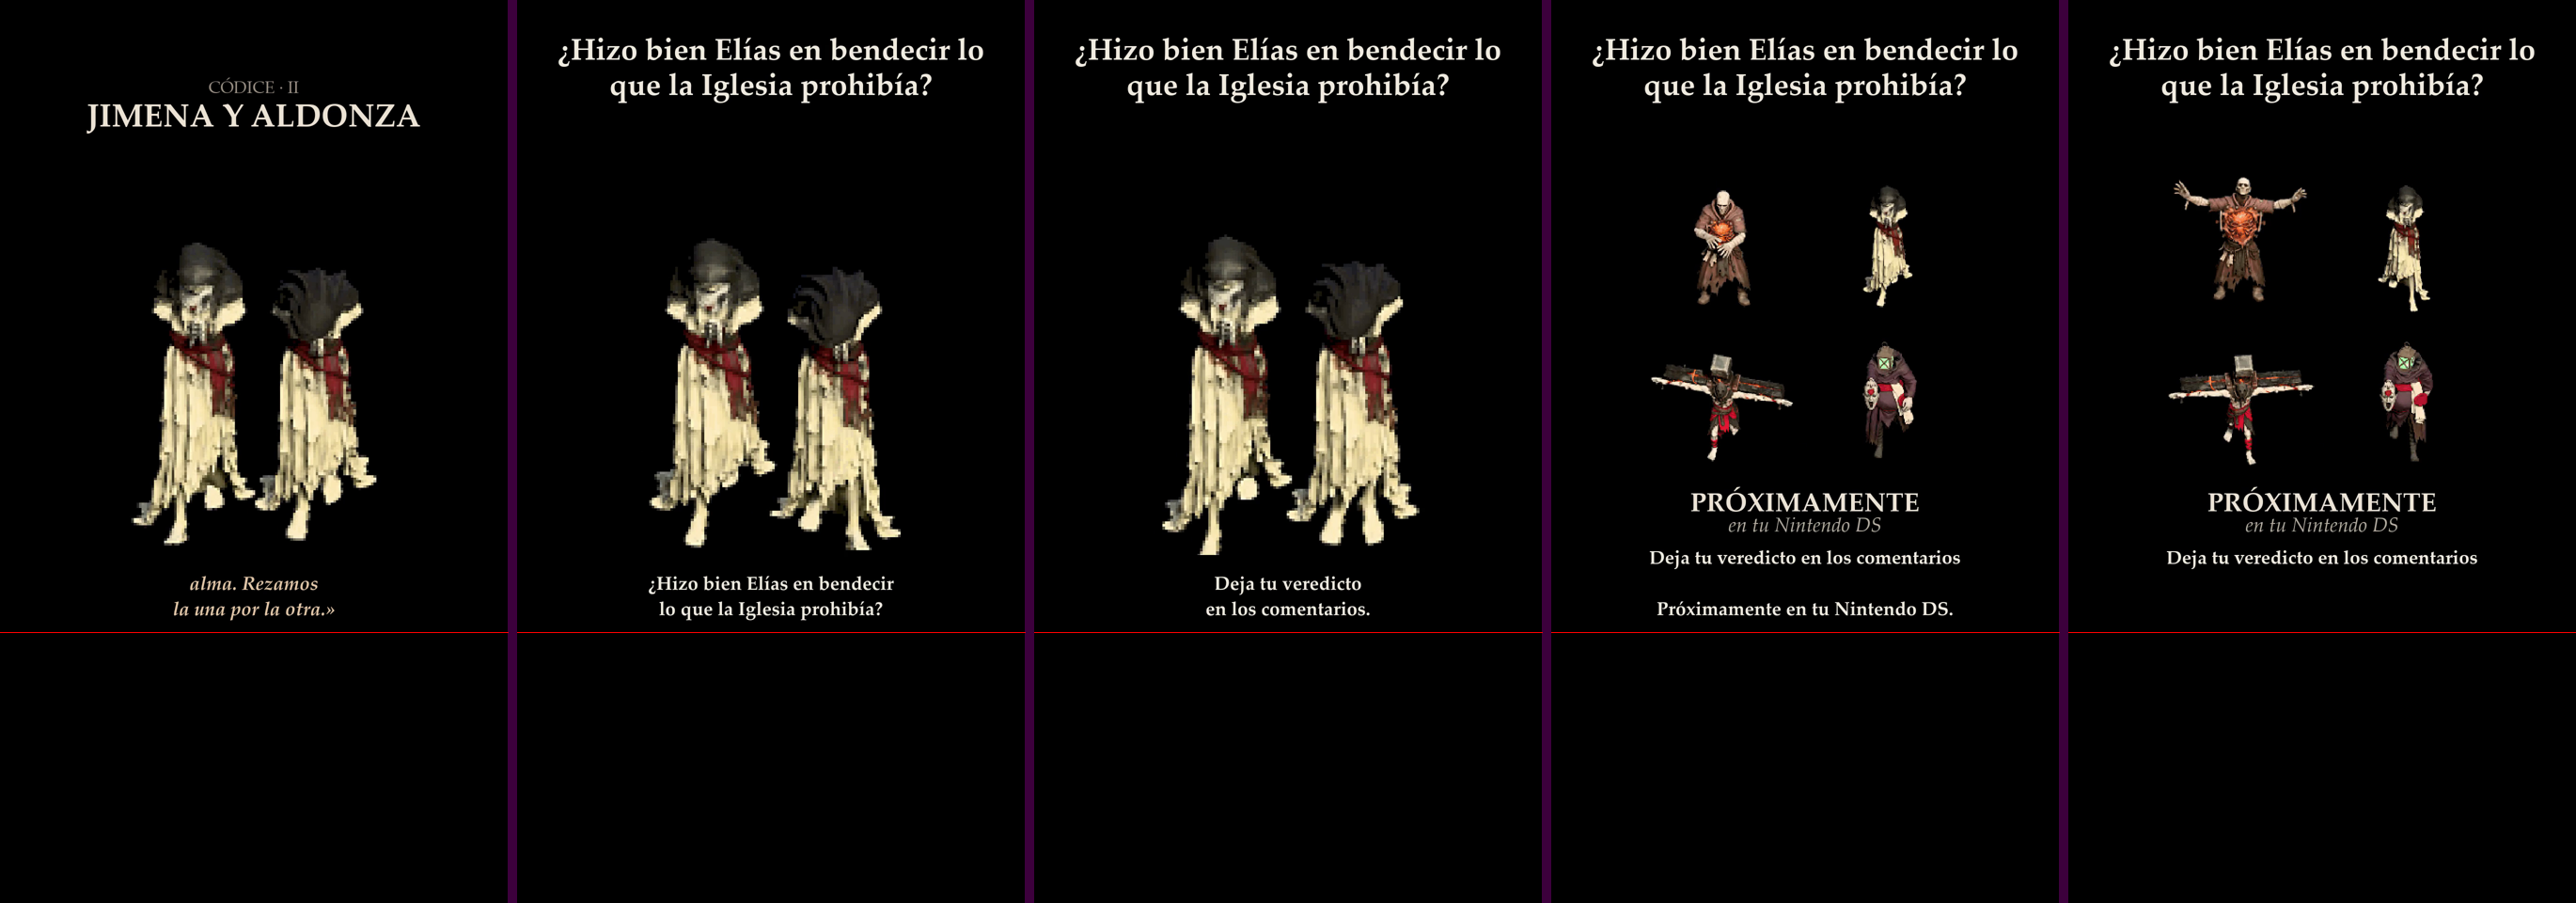 CÓDICE · II
JIMENA Y ALDONZA
alma. Rezamos
la una por la otra.»
¿Hizo bien Elías en bendecir lo
que la Iglesia prohibía?
¿Hizo bien Elías en bendecir
lo que la Iglesia prohibía?
¿Hizo bien Elías en bendecir lo
que la Iglesia prohibía?
Deja tu veredicto
en los comentarios.
¿Hizo bien Elías en bendecir lo
que la Iglesia prohibía?
PRÓXIMAMENTE
en tu Nintendo DS
Deja tu veredicto en los comentarios
Próximamente en tu Nintendo DS.
¿Hizo bien Elías en bendecir lo
que la Iglesia prohibía?
PRÓXIMAMENTE
en tu Nintendo DS
Deja tu veredicto en los comentarios